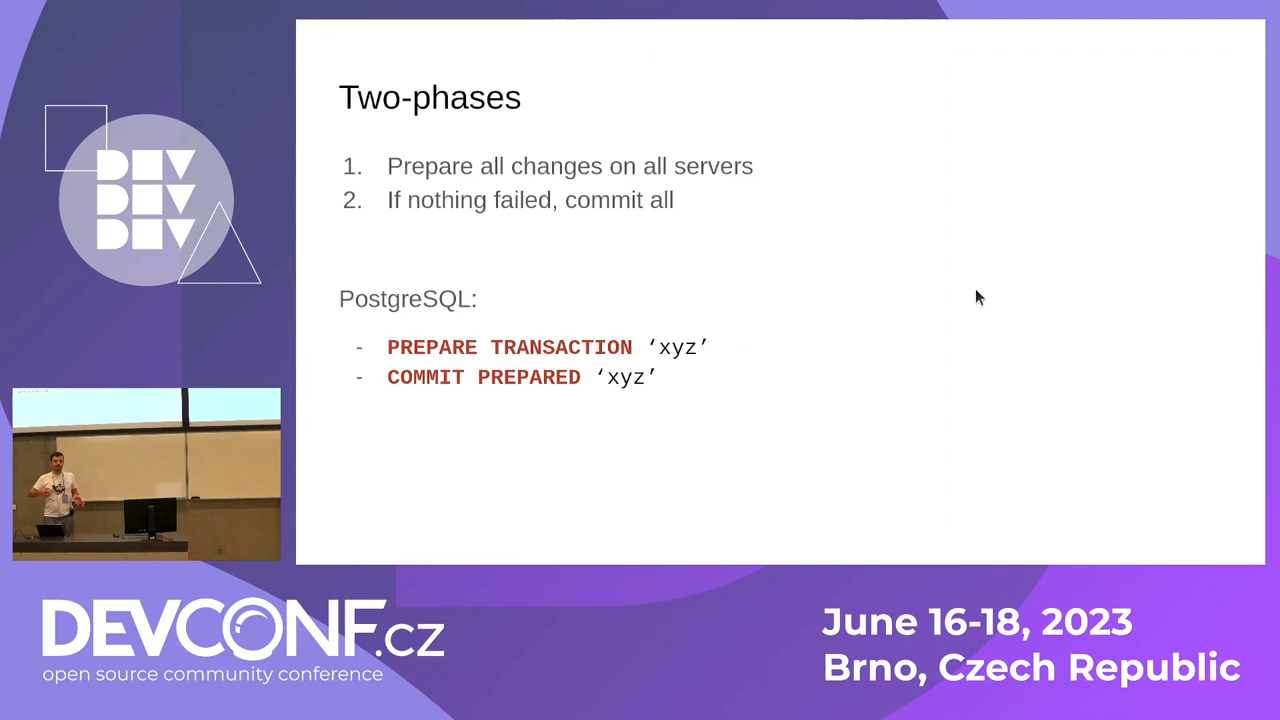 Two-phases
1. Prepare all changes on all servers
2. If nothing failed, commit all
PostgreSQL:
- PREPARE TRANSACTION ‘xyz’
- COMMIT PREPARED ‘xyz’
DEV
DEV
DEV
DEVCONF.cz
open source community conference
June 16-18, 2023
Brno, Czech Republic